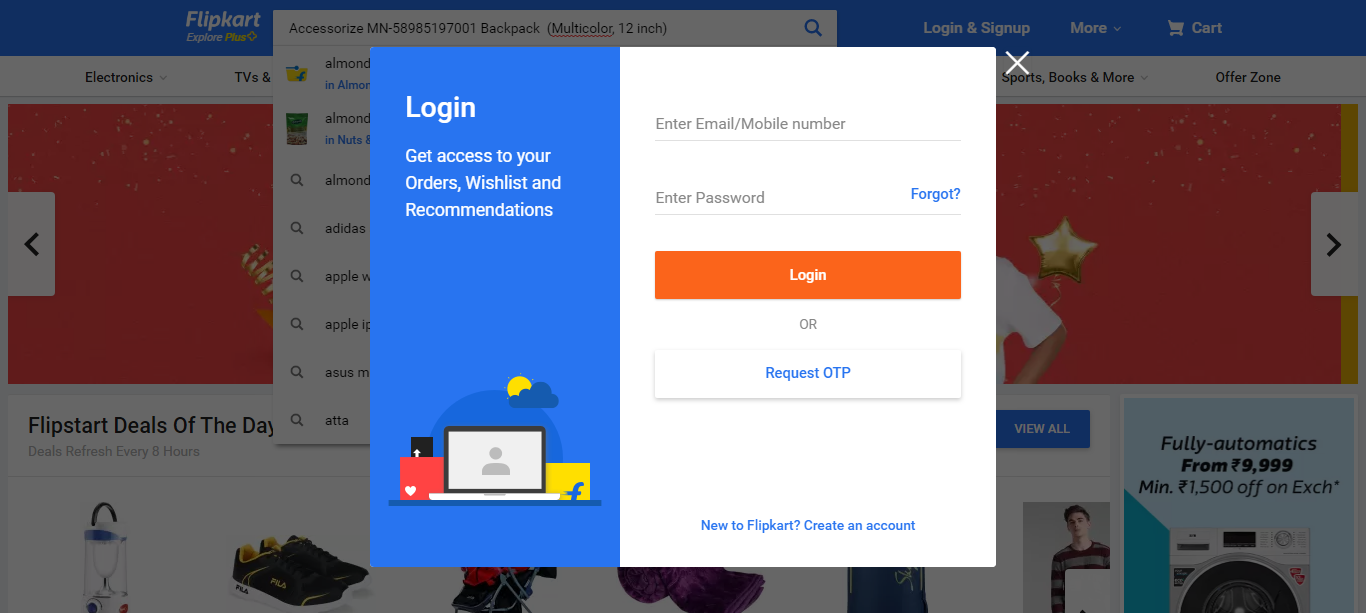 Flipkart
Explore Plus
Accessorize MN-58985197001 Backpack (Multicolor, 12 inch)
Login & Signup
More
Cart
Electronics
TVs &
Sports, Books & More
Offer Zone
almond
in Almon
almond
in Nuts &
almond
adidas
apple w
apple ip
asus m
atta
Login
Get access to your
Orders, Wishlist and
Recommendations
Enter Email/Mobile number
Enter Password
Forgot?
Login
OR
Request OTP
New to Flipkart? Create an account
Flipstart Deals Of The Day
Deals Refresh Every 8 Hours
VIEW ALL
Fully-automatics
From ₹9,999
Min. ₹1,500 off on Exch*
FILA
FILA